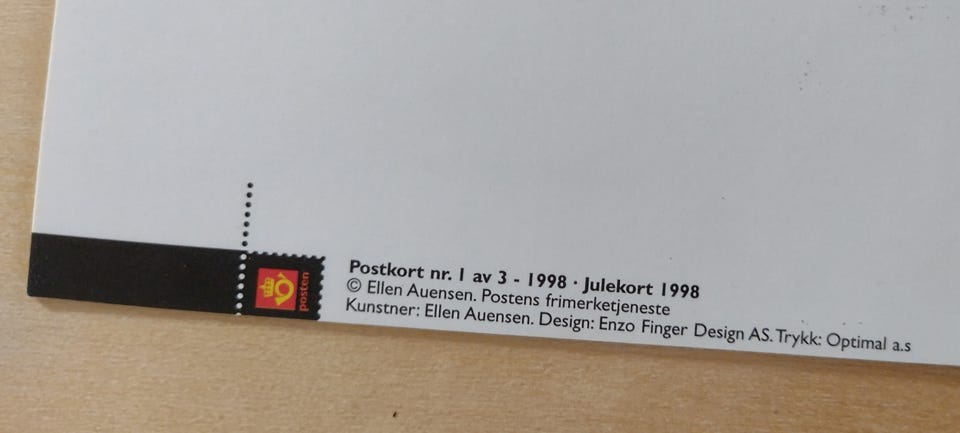 posten
Postkort nr. 1 av 3 - 1998 · Julekort 1998
© Ellen Auensen. Postens frimerketjeneste
Kunstner: Ellen Auensen. Design: Enzo Finger Design AS. Trykk: Optimal a.s